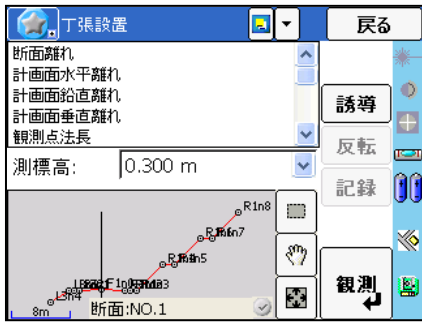 丁張設置
戻る
断面離れ
計画面水平離れ
計画面鉛直離れ
計画面垂直離れ
観測点法長
誘導
反転
測標高: 0.300 m
記録
R1n8
観測
8m
断面:NO.1